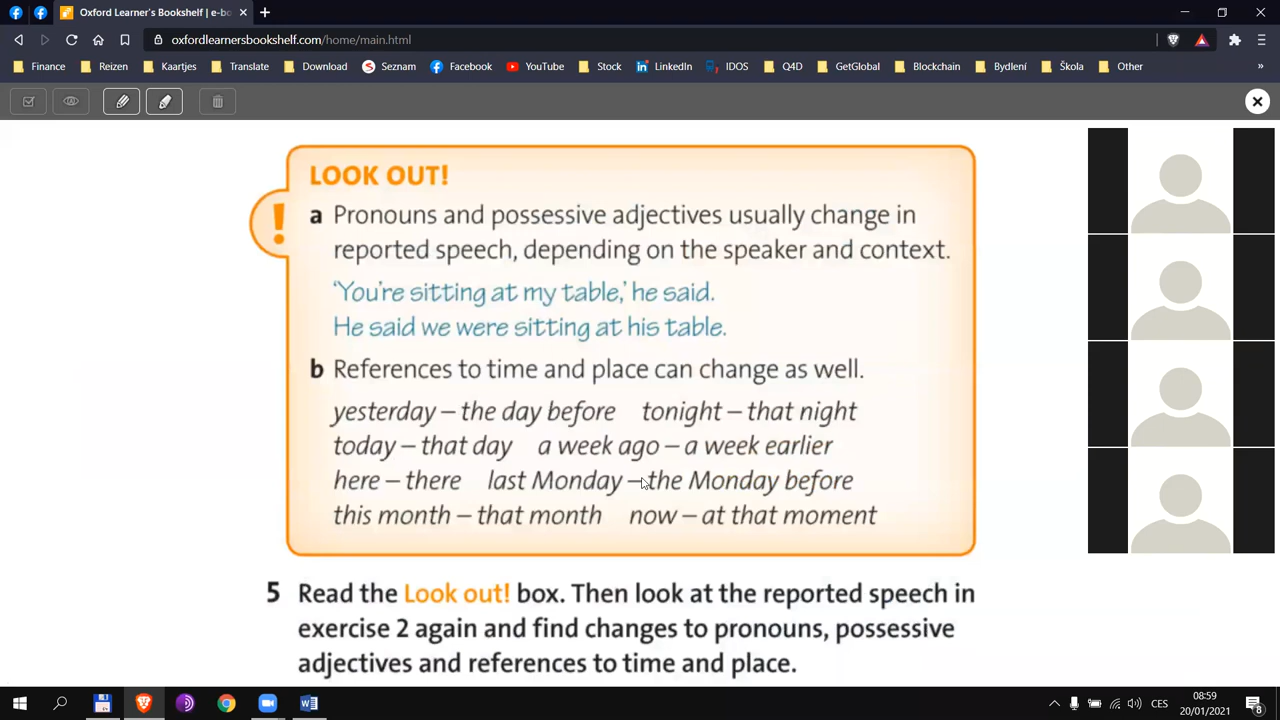 Oxford Learner's Bookshelf | e-bo
oxfordlearnersbookshelf.com/home/main.html
Finance Reizen Kaartjes Translate Download Seznam Facebook YouTube Stock LinkedIn IDOS Q4D GetGlobal Blockchain Bydlení Škola Other »
LOOK OUT!
! a Pronouns and possessive adjectives usually change in
reported speech, depending on the speaker and context.
‘You’re sitting at my table,’ he said.
He said we were sitting at his table.
b References to time and place can change as well.
yesterday – the day before tonight – that night
today – that day a week ago – a week earlier
here – there last Monday – the Monday before
this month – that month now – at that moment
5 Read the Look out! box. Then look at the reported speech in
exercise 2 again and find changes to pronouns, possessive
adjectives and references to time and place.
CES
08:59
20/01/2021
8